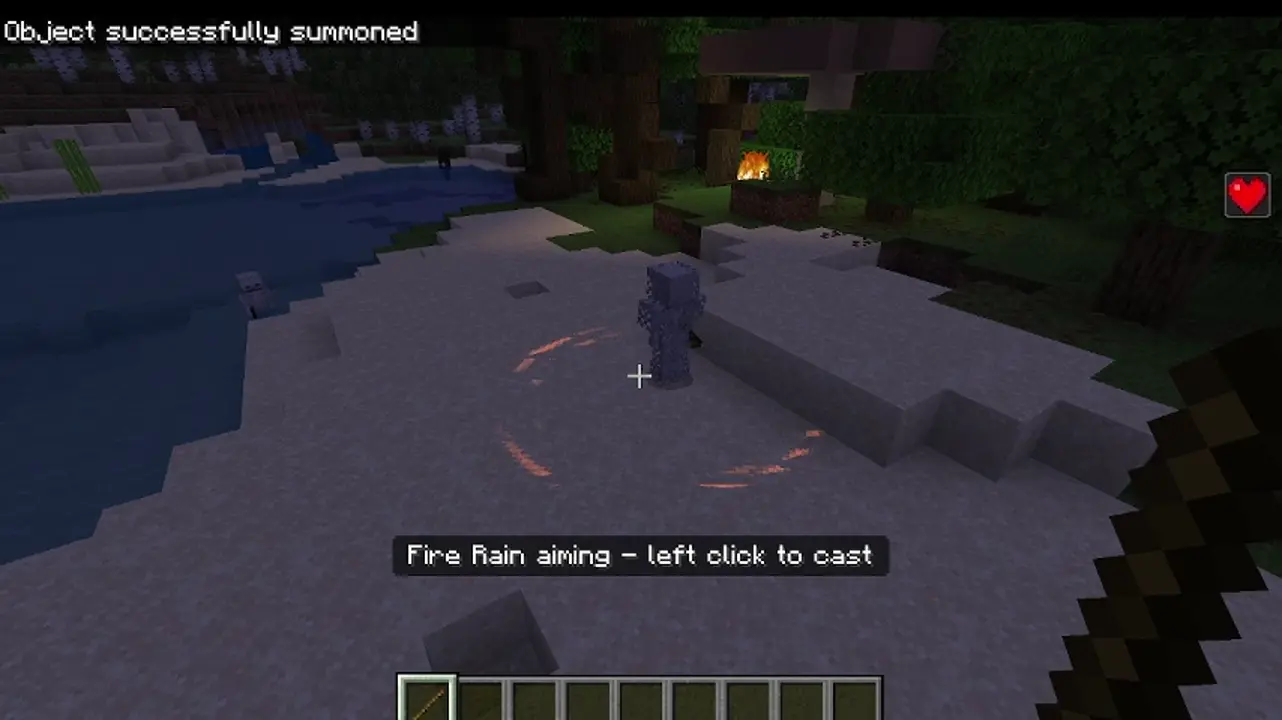 Object successfully summoned
Fire Rain aiming – left click to cast